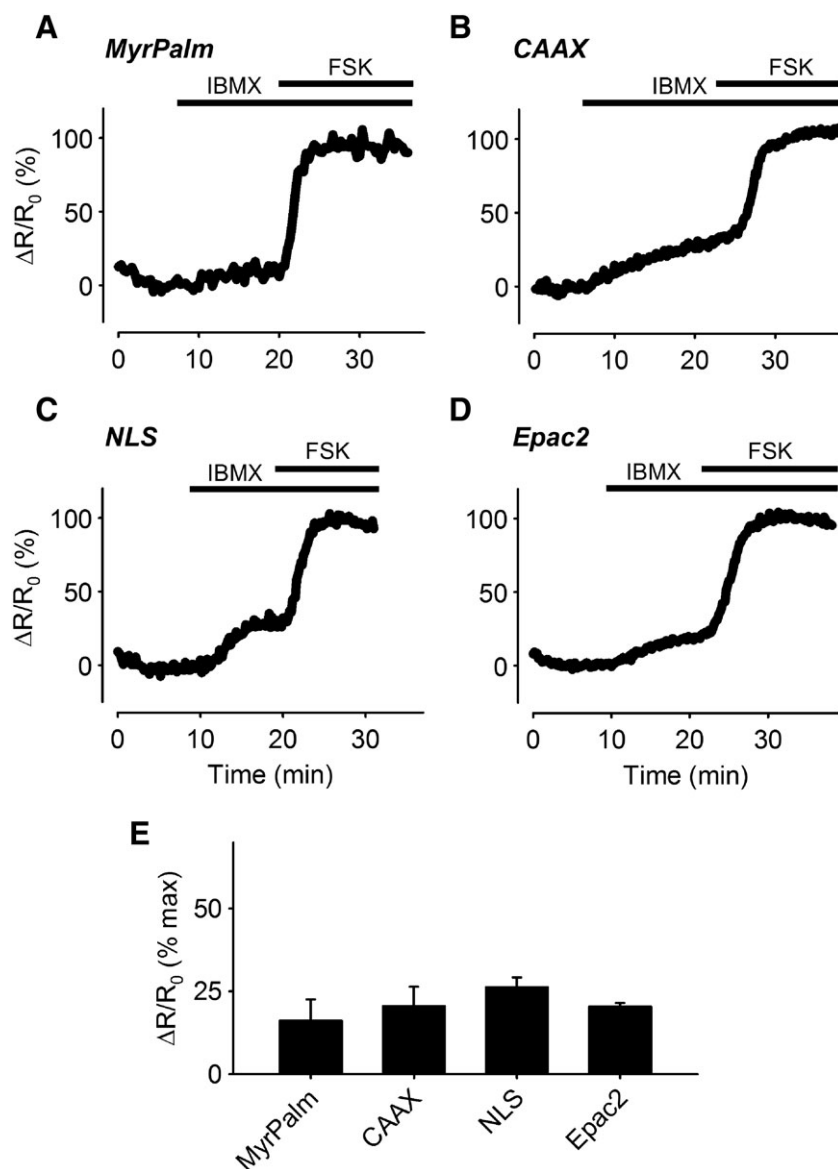 A
MyrPalm
FSK
IBMX
ΔR/R0 (%)
100
50
0
0 10 20 30
B
CAAX
FSK
IBMX
100
50
0
0 10 20 30
C
NLS
FSK
IBMX
ΔR/R0 (%)
100
50
0
0 10 20 30
Time (min)
D
Epac2
FSK
IBMX
100
50
0
0 10 20 30
Time (min)
E
ΔR/R0 (% max)
50
25
0
MyrPalm
CAAX
NLS
Epac2